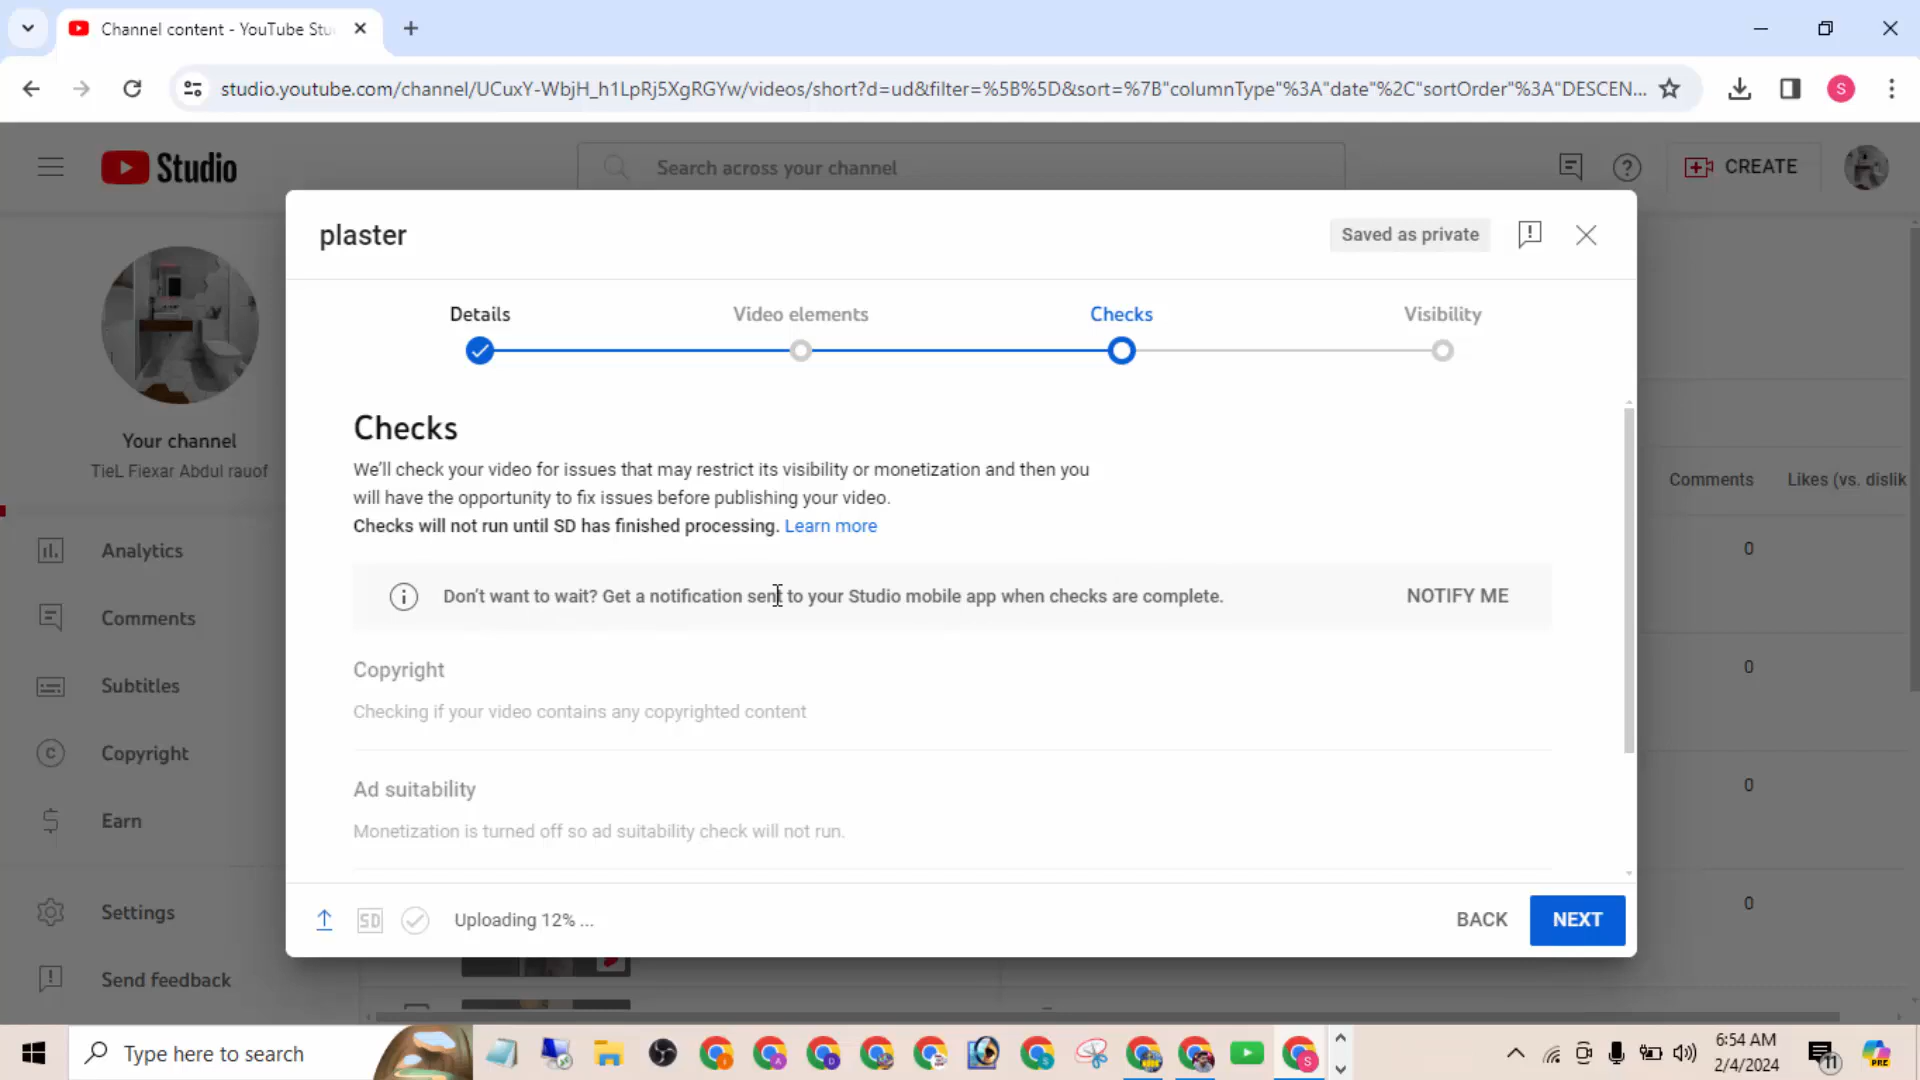 Channel content - YouTube Stu
studio.youtube.com/channel/UCuxY-WbjH_h1LpRj5XgRGYw/videos/short?d=ud&filter=%5B%5D&sort=%7B"columnType"%3A"date"%2C"sortOrder"%3A"DESCEN...
S
Studio
Search across your channel
CREATE
plaster
Saved as private
Details
Video elements
Checks
Visibility
Checks
We'll check your video for issues that may restrict its visibility or monetization and then you
will have the opportunity to fix issues before publishing your video.
Checks will not run until SD has finished processing. Learn more
Don't want to wait? Get a notification sent to your Studio mobile app when checks are complete.
NOTIFY ME
Copyright
Checking if your video contains any copyrighted content
Ad suitability
Monetization is turned off so ad suitability check will not run.
SD
Uploading 12% ...
BACK
NEXT
Your channel
TieL Fiexar Abdul rauof
Analytics
Comments
Subtitles
Copyright
Earn
Settings
Send feedback
Comments
Likes (vs. dislik
0
0
0
0
Type here to search
6:54 AM
2/4/2024
11
PRE